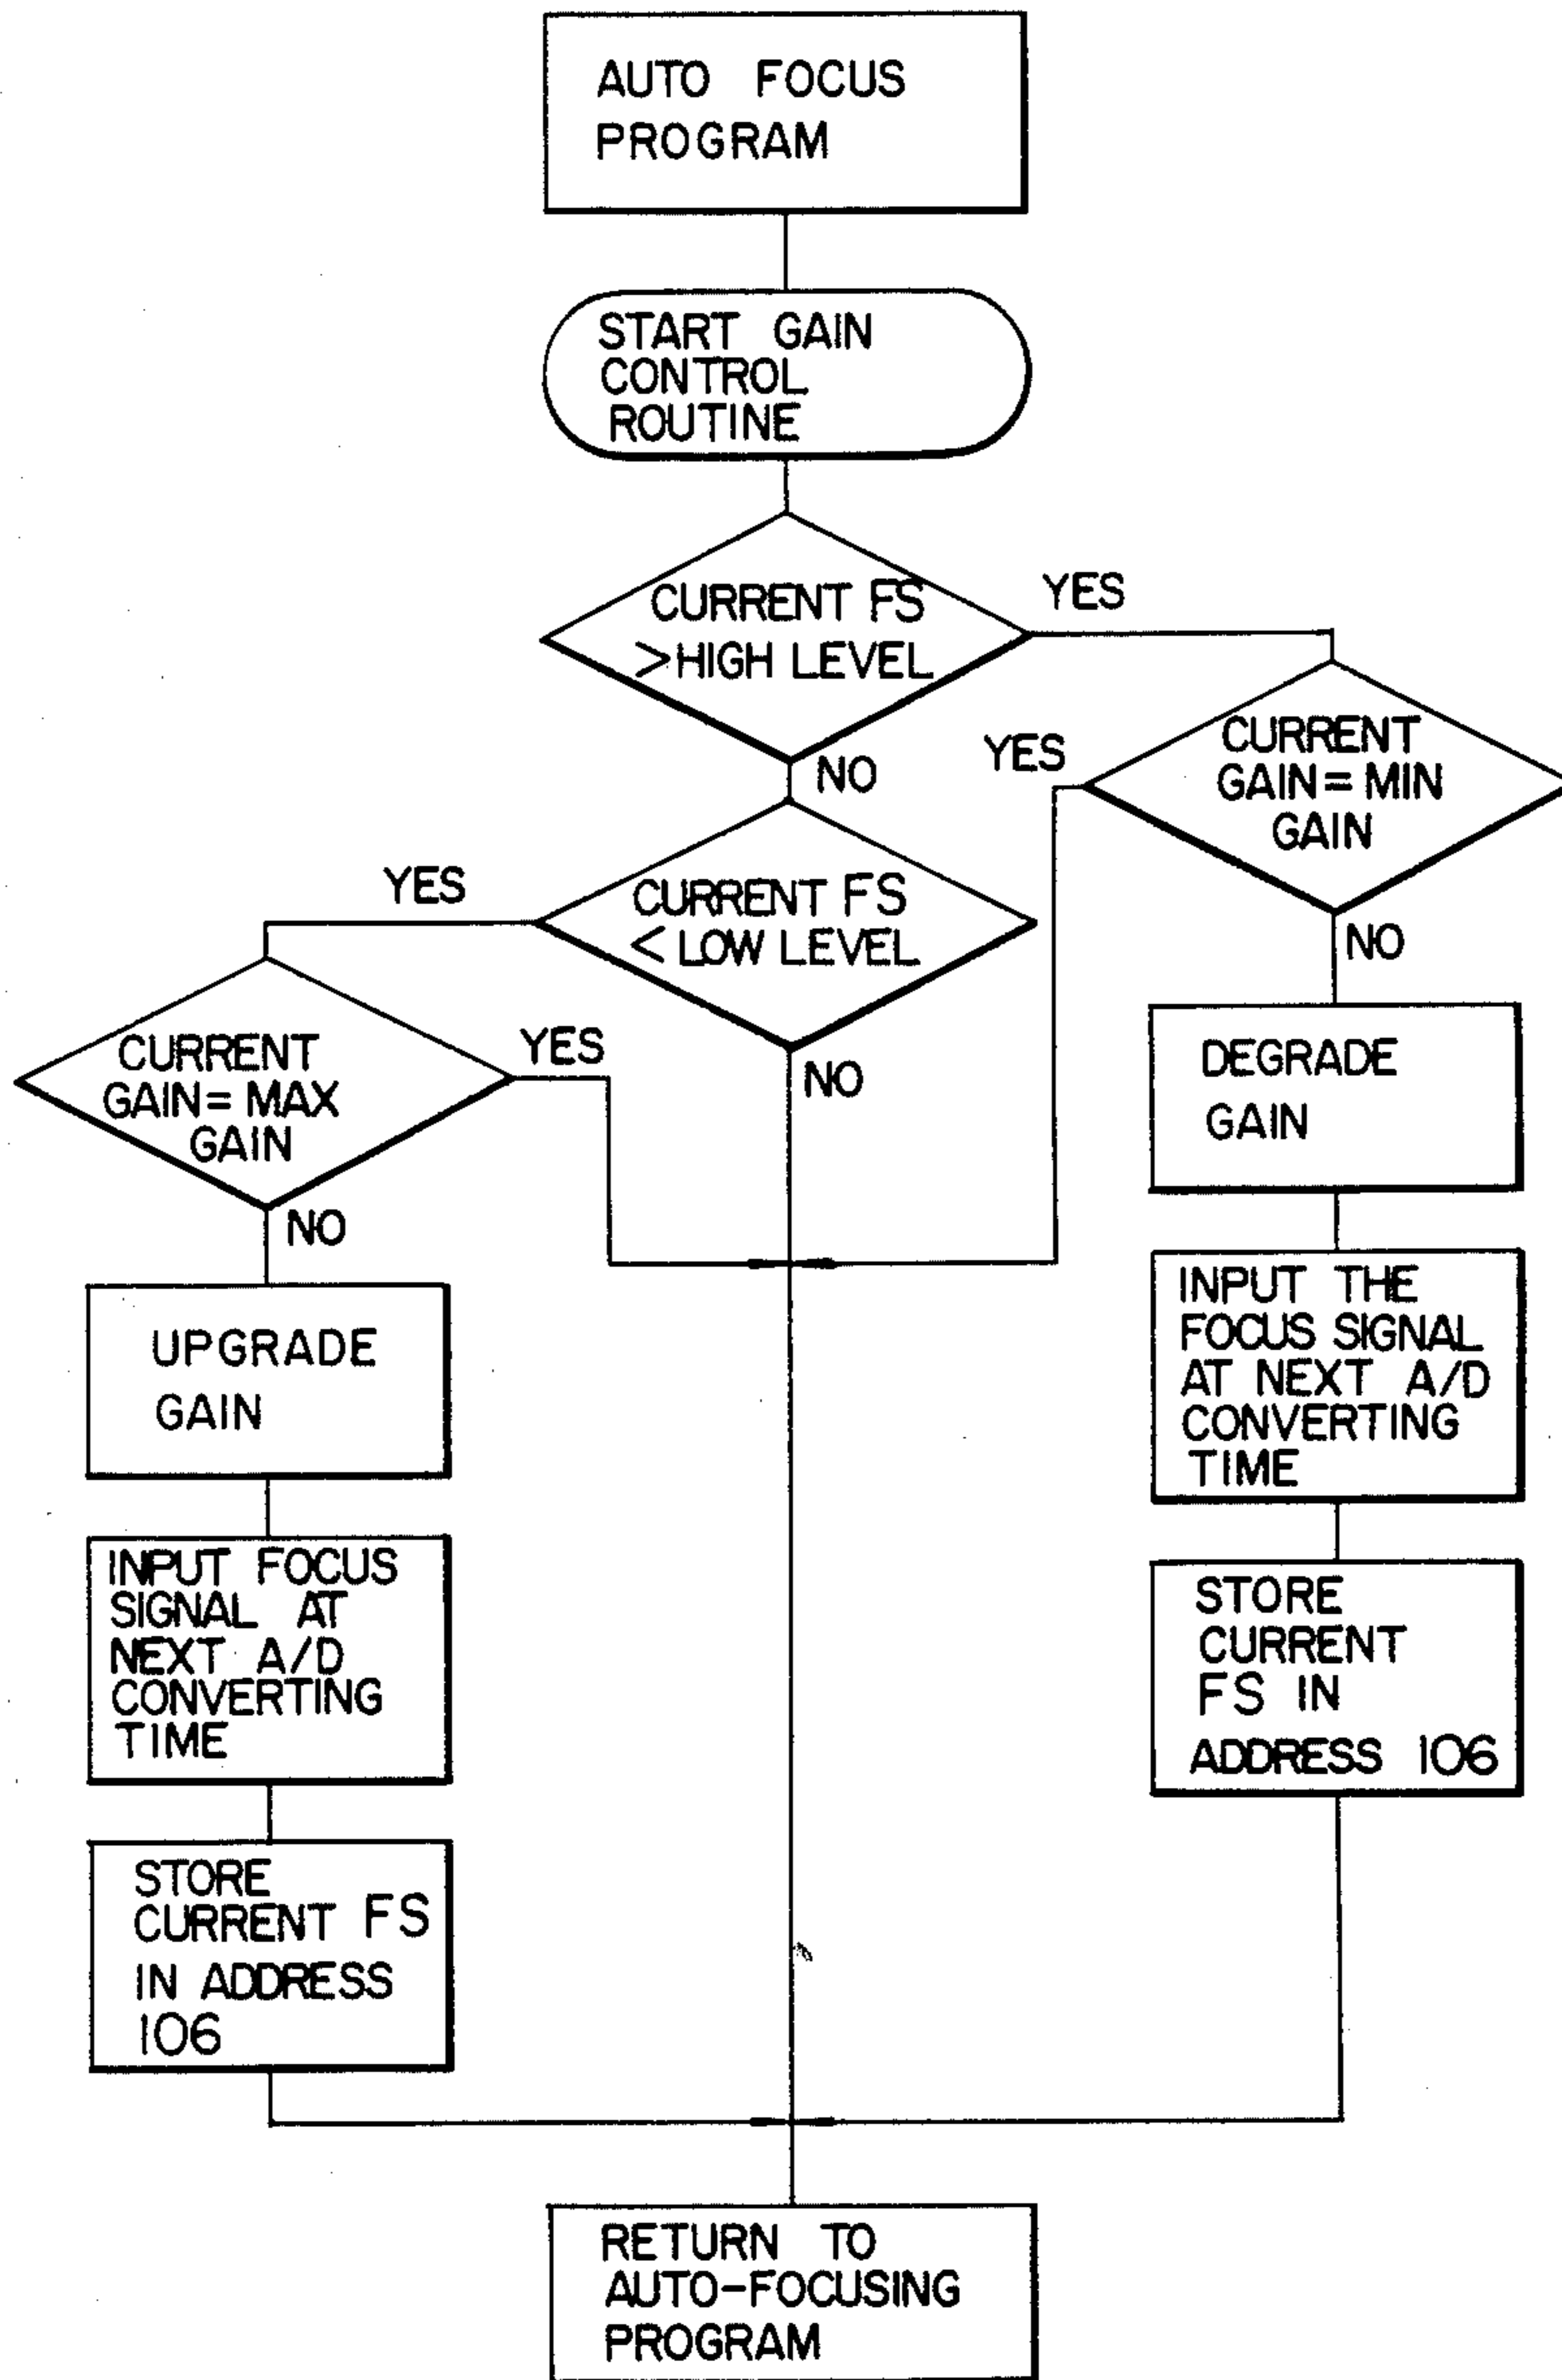 AUTO FOCUS
PROGRAM
START GAIN
CONTROL
ROUTINE
CURRENT FS
>HIGH LEVEL
YES
NO
CURRENT
GAIN=MIN
GAIN
YES
NO
CURRENT FS
< LOW LEVEL
YES
NO
CURRENT
GAIN=MAX
GAIN
YES
NO
DEGRADE
GAIN
UPGRADE
GAIN
INPUT THE
FOCUS SIGNAL
AT NEXT A/D
CONVERTING
TIME
INPUT FOCUS
SIGNAL AT
NEXT A/D
CONVERTING
TIME
STORE
CURRENT
FS IN
ADDRESS 106
STORE
CURRENT FS
IN ADDRESS
106
RETURN TO
AUTO-FOCUSING
PROGRAM